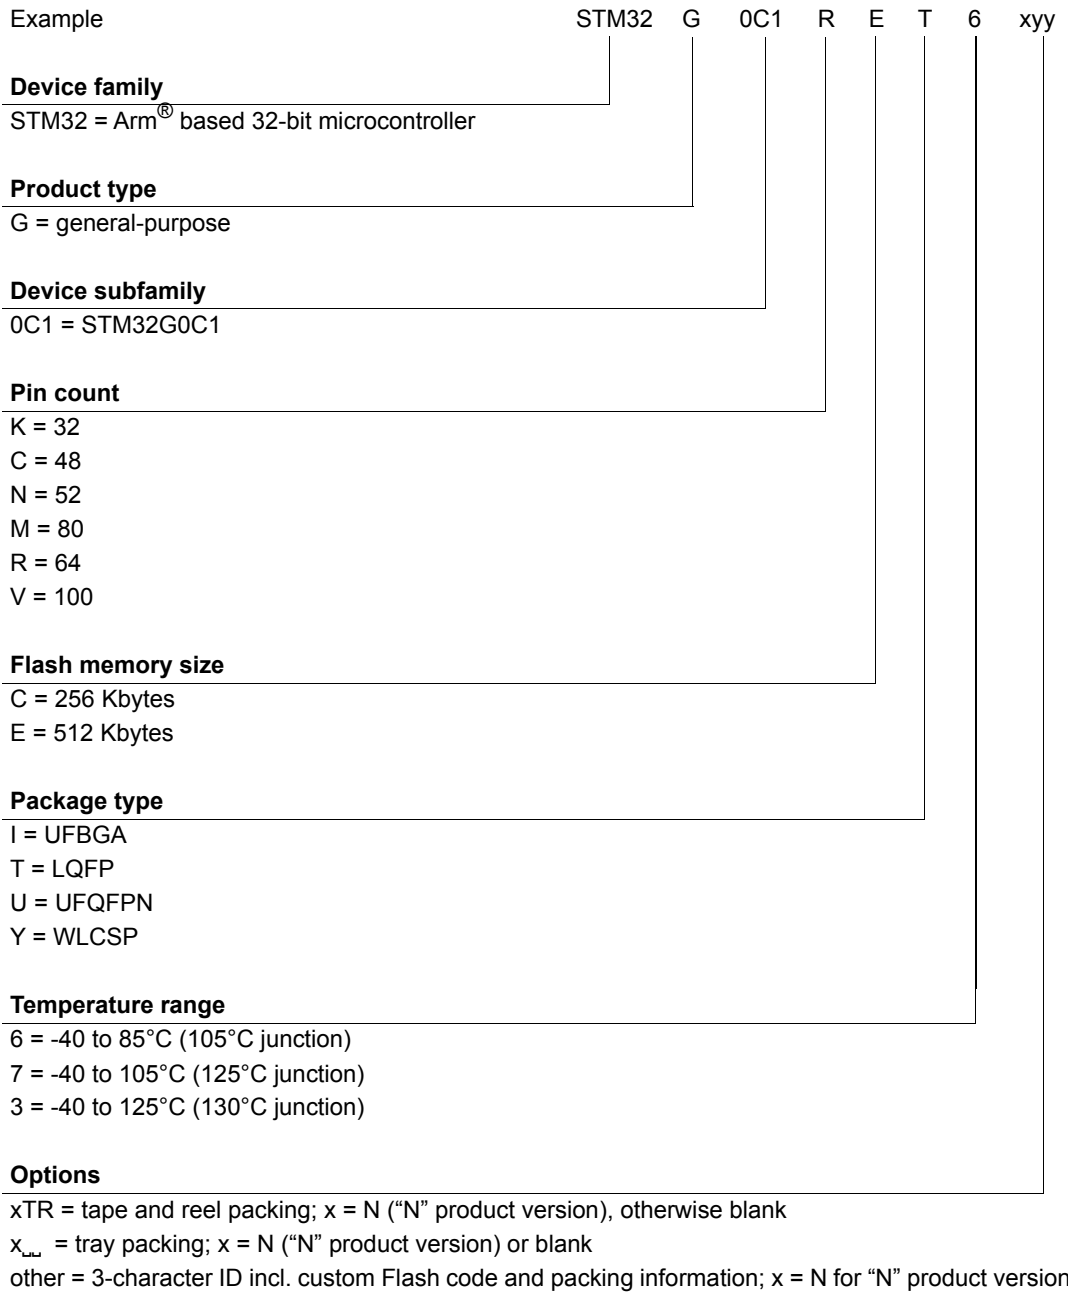 Example STM32 G 0C1 R E T 6 xyy
Device family
STM32 = Arm® based 32-bit microcontroller
Product type
G = general-purpose
Device subfamily
0C1 = STM32G0C1
Pin count
K = 32
C = 48
N = 52
M = 80
R = 64
V = 100
Flash memory size
C = 256 Kbytes
E = 512 Kbytes
Package type
I = UFBGA
T = LQFP
U = UFQFPN
Y = WLCSP
Temperature range
6 = -40 to 85°C (105°C junction)
7 = -40 to 105°C (125°C junction)
3 = -40 to 125°C (130°C junction)
Options
xTR = tape and reel packing; x = N (“N” product version), otherwise blank
x␣␣ = tray packing; x = N (“N” product version) or blank
other = 3-character ID incl. custom Flash code and packing information; x = N for “N” product version